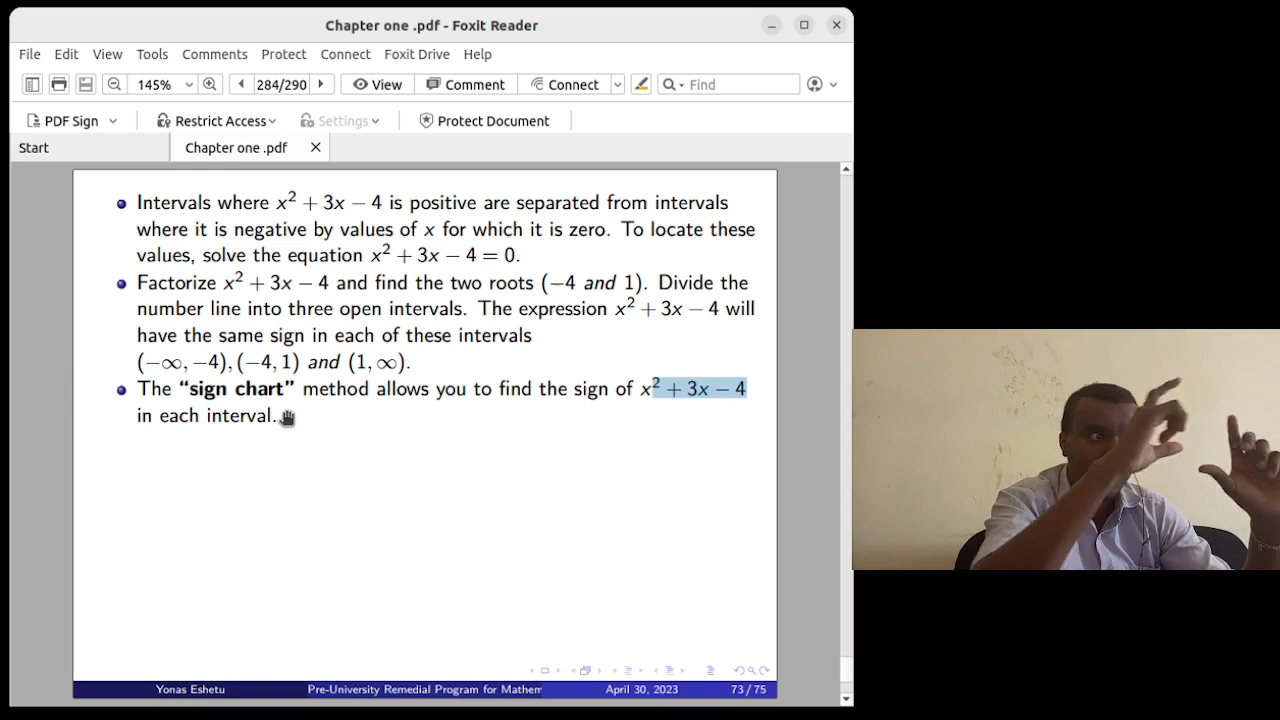 Chapter one .pdf - Foxit Reader
File Edit View Tools Comments Protect Connect Foxit Drive Help
145% 284/290 View Comment Connect Find
PDF Sign Restrict Access Settings Protect Document
Start Chapter one .pdf
Intervals where x² + 3x − 4 is positive are separated from intervals
where it is negative by values of x for which it is zero. To locate these
values, solve the equation x² + 3x − 4 = 0.
Factorize x² + 3x − 4 and find the two roots (−4 and 1). Divide the
number line into three open intervals. The expression x² + 3x − 4 will
have the same sign in each of these intervals
(−∞, −4), (−4, 1) and (1, ∞).
The “sign chart” method allows you to find the sign of x² + 3x − 4
in each interval.
Yonas Eshetu Pre-University Remedial Program for Mathem April 30, 2023 73 / 75